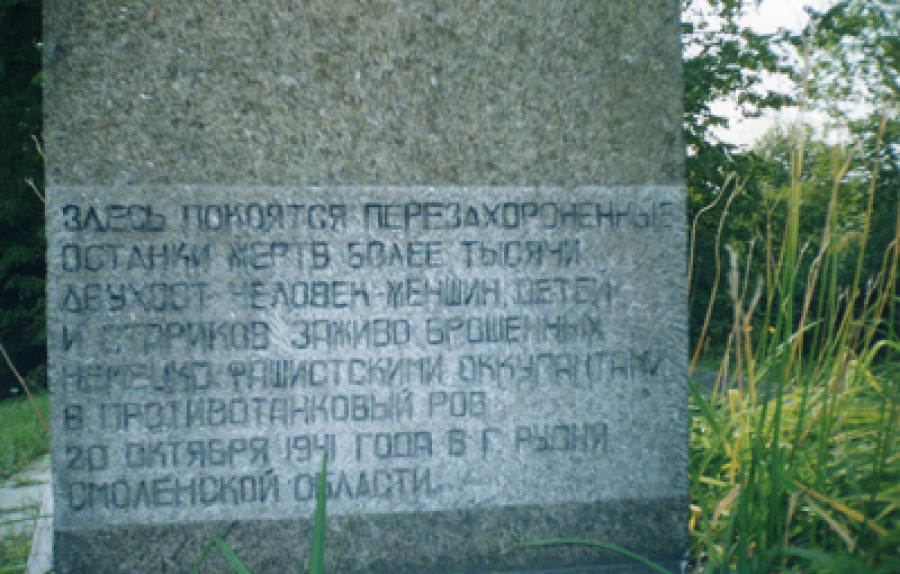 ЗДЕСЬ ПОКОЯТСЯ ПЕРЕЗАХОРОНЕННЫЕ
ОСТАНКИ ЖЕРТВ БОЛЕЕ ТЫСЯЧИ
ДВУХСОТ ЧЕЛОВЕК-ЖЕНЩИН, ДЕТЕЙ
И СТАРИКОВ ЗАЖИВО БРОШЕННЫХ
НЕМЕЦКО-ФАШИСТСКИМИ ОККУПАНТАМИ
В ПРОТИВОТАНКОВЫЙ РОВ
20 ОКТЯБРЯ 1941 ГОДА В Г. РУДНЯ
СМОЛЕНСКОЙ ОБЛАСТИ.